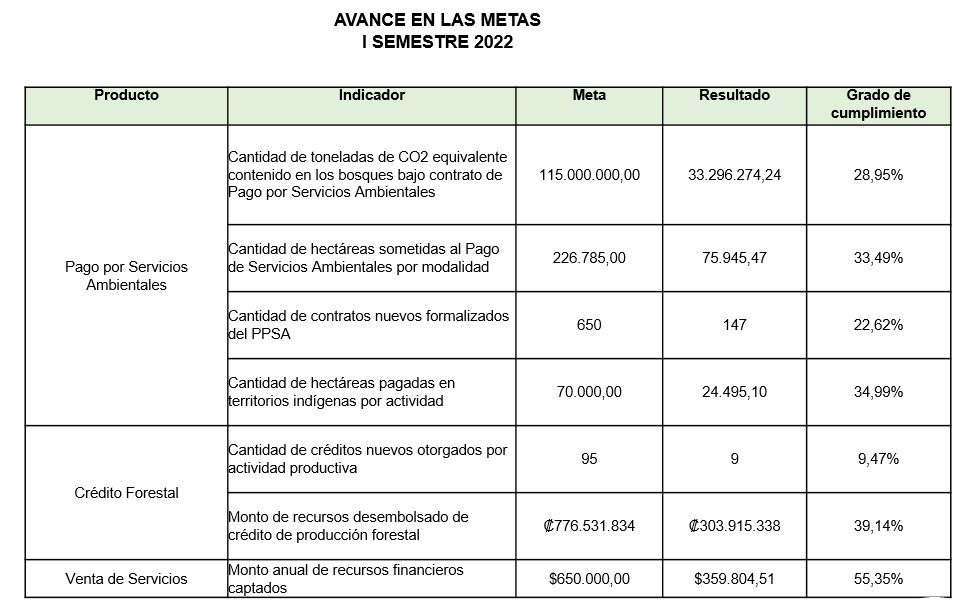 AVANCE EN LAS METAS
I SEMESTRE 2022
Producto
Indicador
Meta
Resultado
Grado de
cumplimiento
Pago por Servicios
Ambientales
Cantidad de toneladas de CO2 equivalente
contenido en los bosques bajo contrato de
Pago por Servicios Ambientales
115.000.000,00
33.296.274,24
28,95%
Cantidad de hectáreas sometidas al Pago
de Servicios Ambientales por modalidad
226.785,00
75.945,47
33,49%
Cantidad de contratos nuevos formalizados
del PPSA
650
147
22,62%
Cantidad de hectáreas pagadas en
territorios indígenas por actividad
70.000,00
24.495,10
34,99%
Crédito Forestal
Cantidad de créditos nuevos otorgados por
actividad productiva
95
9
9,47%
Monto de recursos desembolsado de
crédito de producción forestal
₡776.531.834
₡303.915.338
39,14%
Venta de Servicios
Monto anual de recursos financieros
captados
$650.000,00
$359.804,51
55,35%